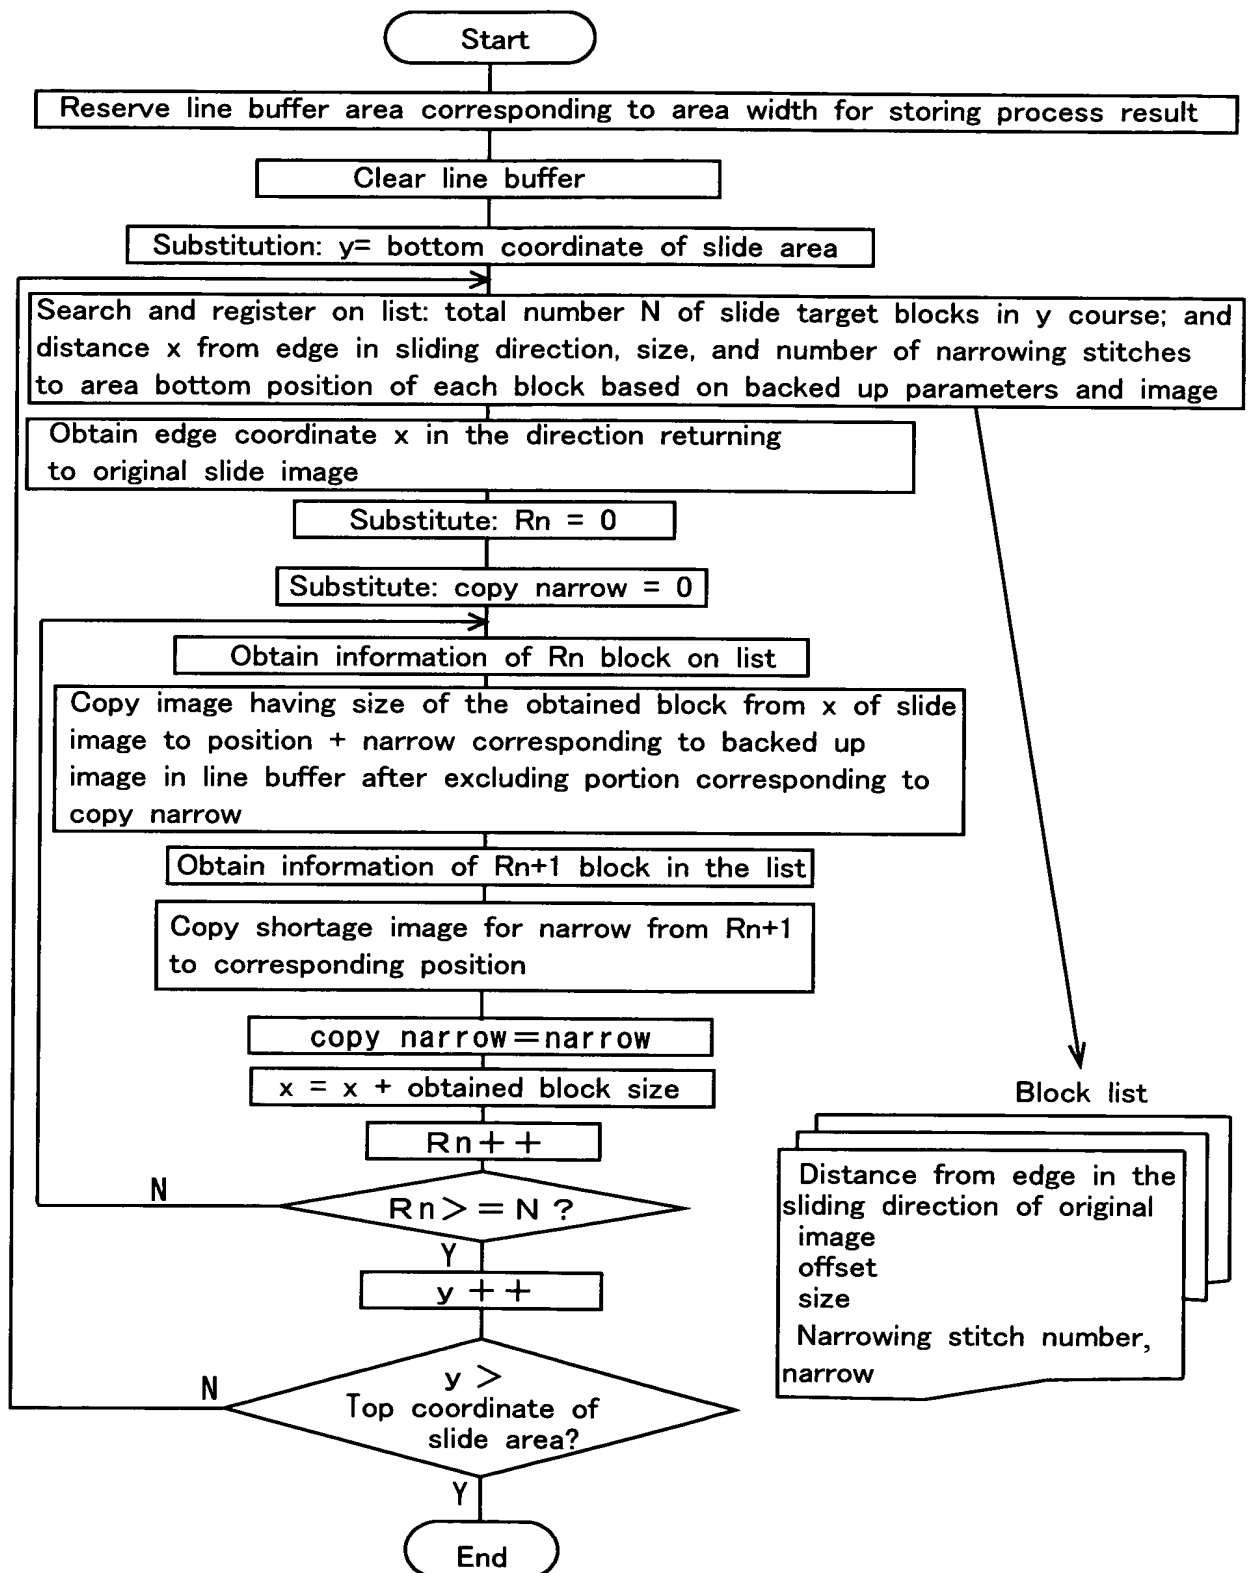 Start
Reserve line buffer area corresponding to area width for storing process result
Clear line buffer
Substitution: y= bottom coordinate of slide area
Search and register on list: total number N of slide target blocks in y course; and
distance x from edge in sliding direction, size, and number of narrowing stitches
to area bottom position of each block based on backed up parameters and image
Obtain edge coordinate x in the direction returning
to original slide image
Substitute: Rn = 0
Substitute: copy narrow = 0
Obtain information of Rn block on list
Copy image having size of the obtained block from x of slide
image to position + narrow corresponding to backed up
image in line buffer after excluding portion corresponding to
copy narrow
Obtain information of Rn+1 block in the list
Copy shortage image for narrow from Rn+1
to corresponding position
copy narrow=narrow
x = x + obtained block size
Rn++
Rn>=N ?
N
Y
y ++
y >
Top coordinate of
slide area?
N
Y
End
Block list
Distance from edge in the
sliding direction of original
image
offset
size
Narrowing stitch number,
narrow